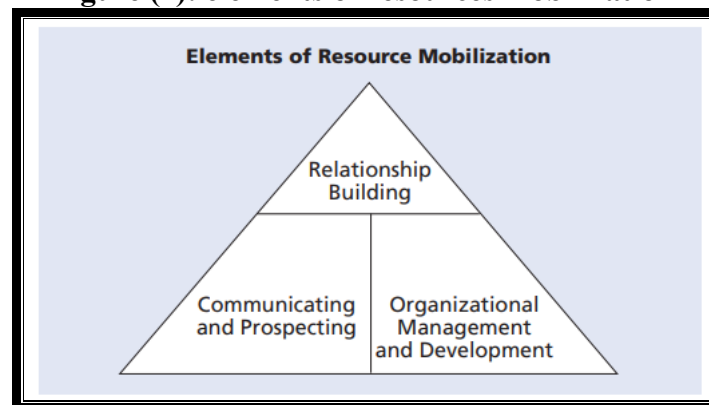 Elements of Resource Mobilization
Relationship
Building
Communicating
and Prospecting
Organizational
Management
and Development